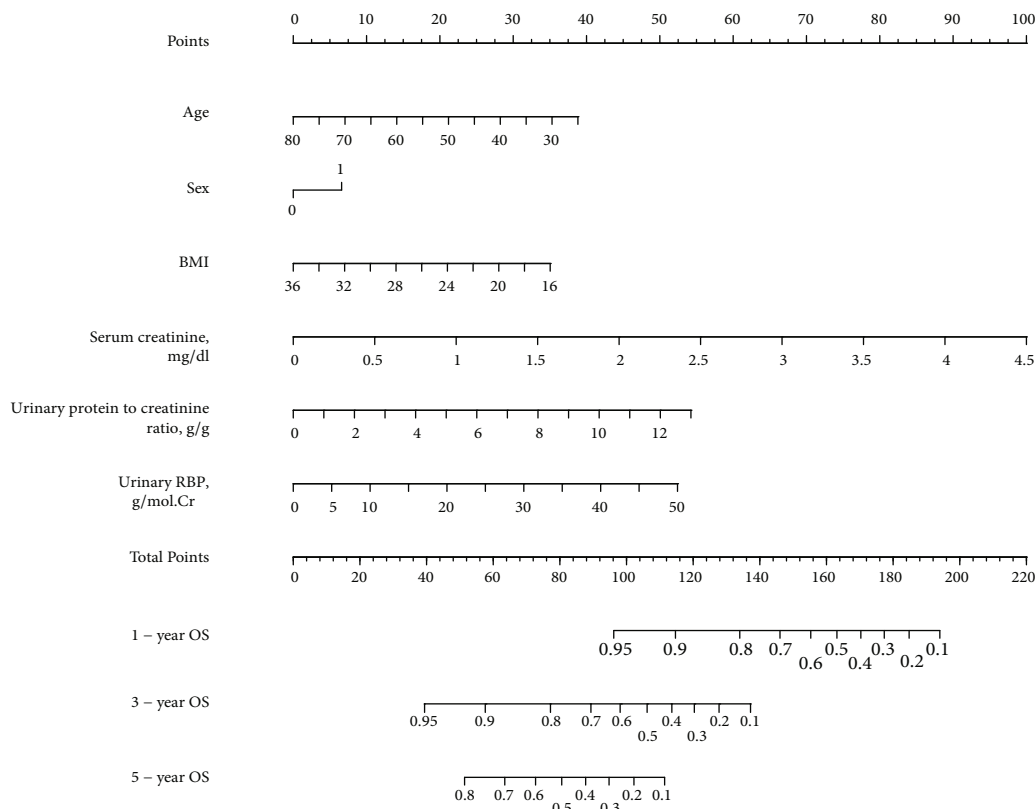 0 10 20 30 40 50 60 70 80 90 100
Points
Age
80 70 60 50 40 30
1
Sex
0
BMI
36 32 28 24 20 16
Serum creatinine,
mg/dl
0 0.5 1 1.5 2 2.5 3 3.5 4 4.5
Urinary protein to creatinine
ratio, g/g
0 2 4 6 8 10 12
Urinary RBP,
g/mol.Cr
0 5 10 20 30 40 50
Total Points
0 20 40 60 80 100 120 140 160 180 200 220
1 – year OS
0.95 0.9 0.8 0.7 0.5 0.3 0.1
0.6 0.4 0.2
3 – year OS
0.95 0.9 0.8 0.7 0.6 0.4 0.2 0.1
0.5 0.3
5 – year OS
0.8 0.7 0.6 0.4 0.2 0.1
0.5 0.3